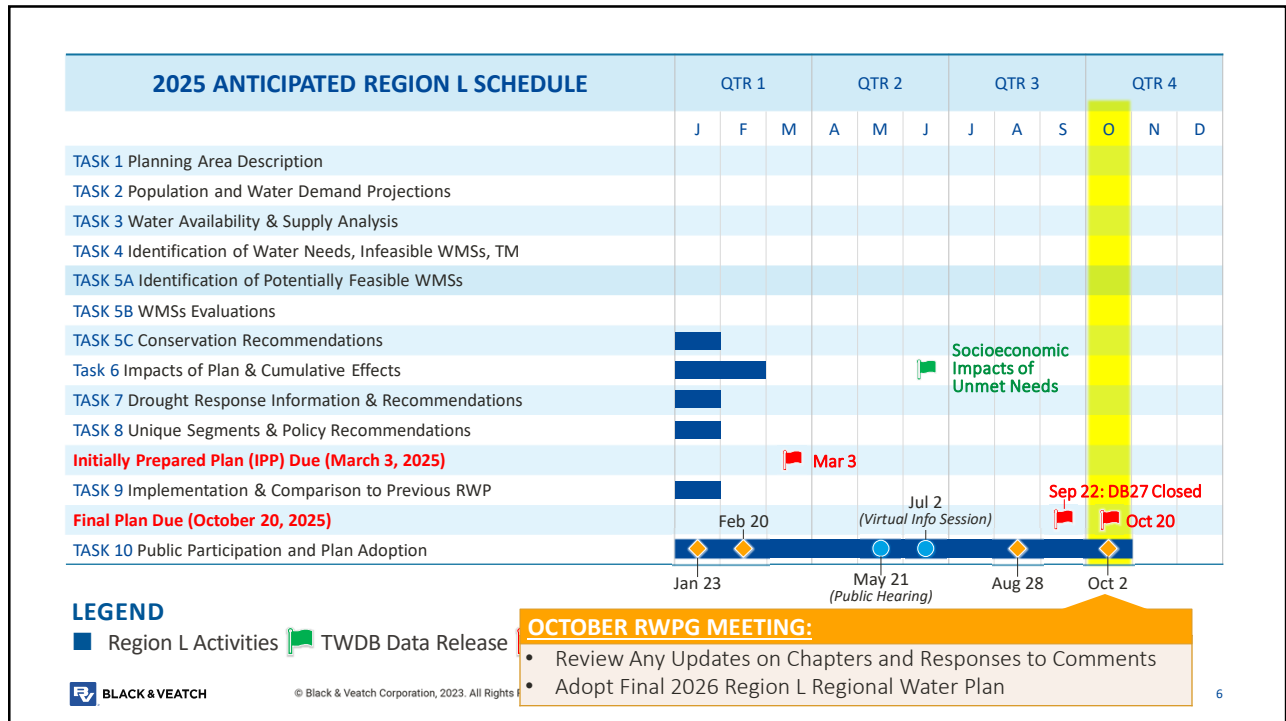 2025 ANTICIPATED REGION L SCHEDULE
QTR 1 QTR 2 QTR 3 QTR 4
J F M A M J J A S O N D
TASK 1 Planning Area Description
TASK 2 Population and Water Demand Projections
TASK 3 Water Availability & Supply Analysis
TASK 4 Identification of Water Needs, Infeasible WMSs, TM
TASK 5A Identification of Potentially Feasible WMSs
TASK 5B WMSs Evaluations
TASK 5C Conservation Recommendations
Task 6 Impacts of Plan & Cumulative Effects
Socioeconomic
Impacts of
Unmet Needs
TASK 7 Drought Response Information & Recommendations
TASK 8 Unique Segments & Policy Recommendations
Initially Prepared Plan (IPP) Due (March 3, 2025)
Mar 3
TASK 9 Implementation & Comparison to Previous RWP
Sep 22: DB27 Closed
Jul 2
(Virtual Info Session)
Final Plan Due (October 20, 2025)
Feb 20
Oct 20
TASK 10 Public Participation and Plan Adoption
Jan 23
May 21
(Public Hearing)
Aug 28
Oct 2
LEGEND
Region L Activities TWDB Data Release
OCTOBER RWPG MEETING:
• Review Any Updates on Chapters and Responses to Comments
• Adopt Final 2026 Region L Regional Water Plan
BV BLACK & VEATCH
© Black & Veatch Corporation, 2023. All Rights
6